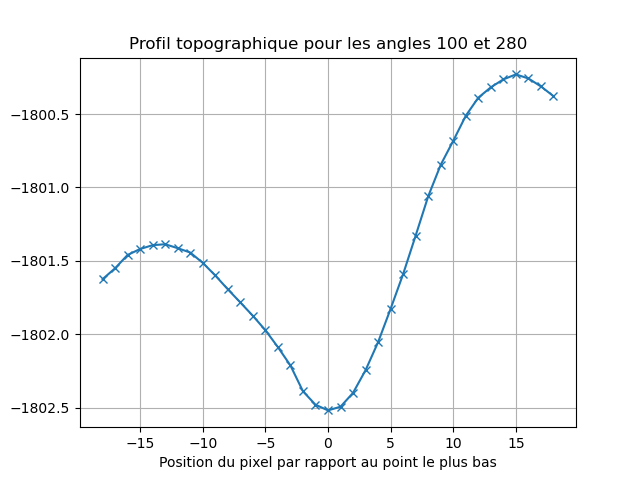 Profil topographique pour les angles 100 et 280
−1800.5
−1801.0
−1801.5
−1802.0
−1802.5
−15 −10 −5 0 5 10 15
Position du pixel par rapport au point le plus bas